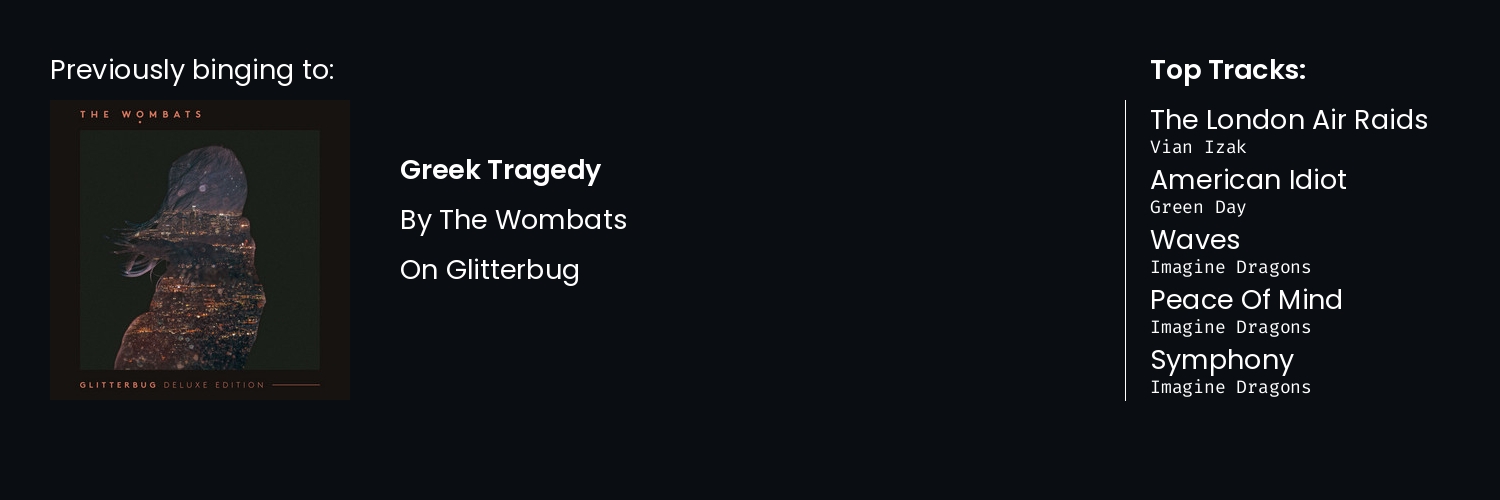 Previously binging to:
THE WOMBATS
GLITTERBUG DELUXE EDITION
Greek Tragedy
By The Wombats
On Glitterbug
Top Tracks:
The London Air Raids
Vian Izak
American Idiot
Green Day
Waves
Imagine Dragons
Peace Of Mind
Imagine Dragons
Symphony
Imagine Dragons